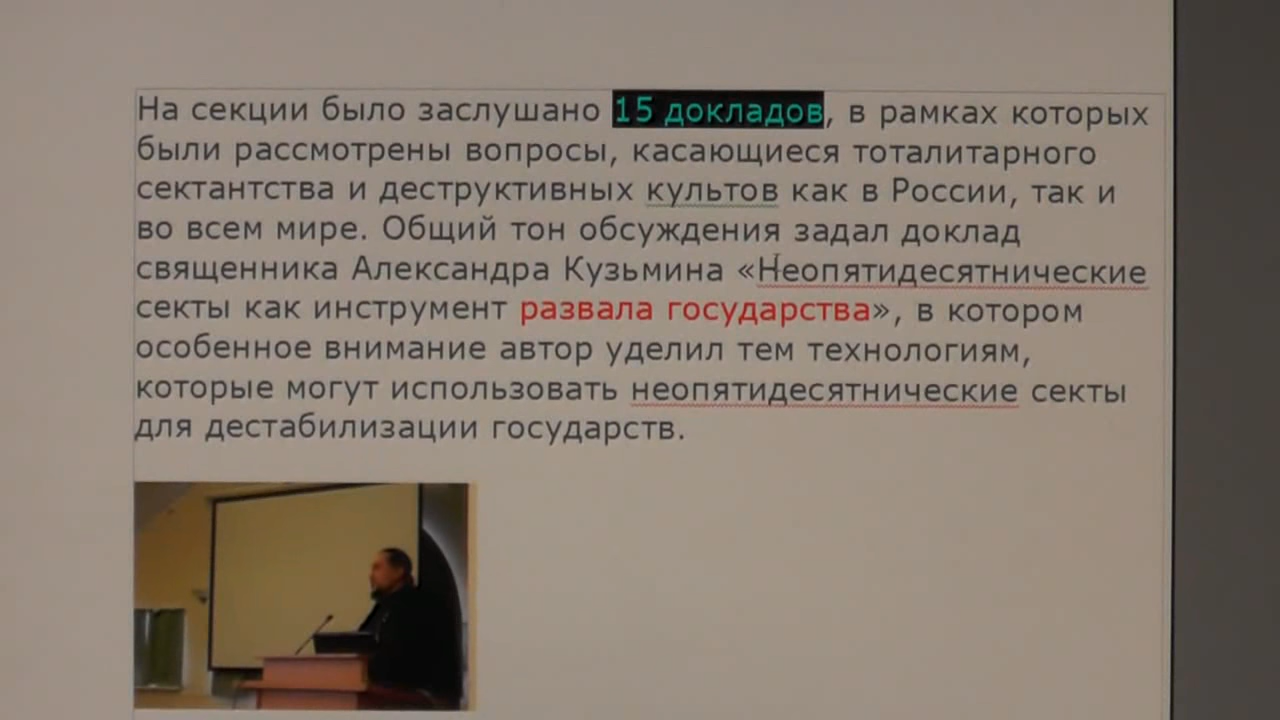 На секции было заслушано 15 докладов, в рамках которых
были рассмотрены вопросы, касающиеся тоталитарного
сектантства и деструктивных культов как в России, так и
во всем мире. Общий тон обсуждения задал доклад
священника Александра Кузьмина «Неопятидесятнические
секты как инструмент развала государства», в котором
особенное внимание автор уделил тем технологиям,
которые могут использовать неопятидесятнические секты
для дестабилизации государств.